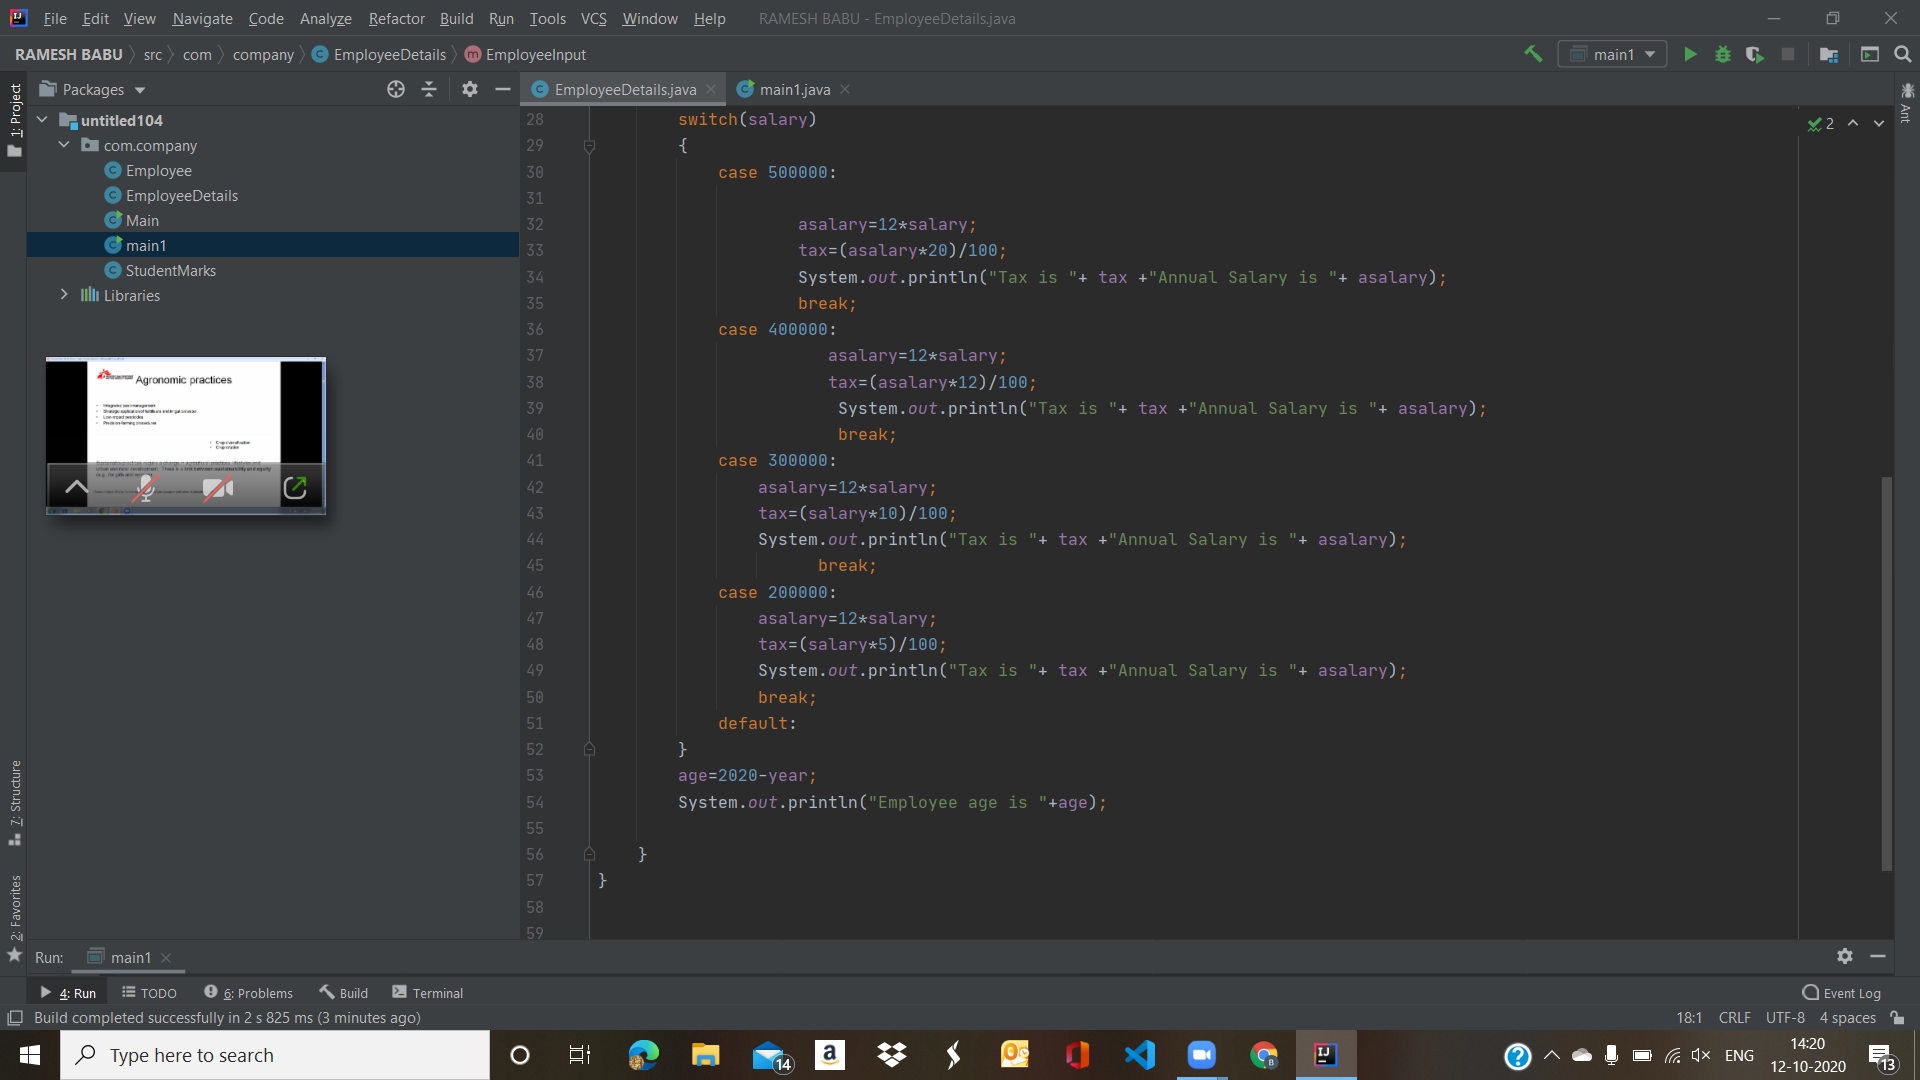 File Edit View Navigate Code Analyze Refactor Build Run Tools VCS Window Help RAMESH BABU - EmployeeDetails.java
RAMESH BABU src com company EmployeeDetails EmployeeInput main1
Packages
EmployeeDetails.java main1.java
1: Project
untitled104
com.company
Employee
EmployeeDetails
Main
main1
StudentMarks
Libraries
Agronomic practices
7: Structure
2: Favorites
Ant
2
28 switch(salary)
29 {
30 case 500000:
31
32 asalary=12*salary;
33 tax=(asalary*20)/100;
34 System.out.println("Tax is "+ tax +"Annual Salary is "+ asalary);
35 break;
36 case 400000:
37 asalary=12*salary;
38 tax=(asalary*12)/100;
39 System.out.println("Tax is "+ tax +"Annual Salary is "+ asalary);
40 break;
41 case 300000:
42 asalary=12*salary;
43 tax=(salary*10)/100;
44 System.out.println("Tax is "+ tax +"Annual Salary is "+ asalary);
45 break;
46 case 200000:
47 asalary=12*salary;
48 tax=(salary*5)/100;
49 System.out.println("Tax is "+ tax +"Annual Salary is "+ asalary);
50 break;
51 default:
52 }
53 age=2020-year;
54 System.out.println("Employee age is "+age);
55
56 }
57 }
58
59
Run: main1
4: Run TODO 6: Problems Build Terminal Event Log
Build completed successfully in 2 s 825 ms (3 minutes ago) 18:1 CRLF UTF-8 4 spaces
Type here to search 14 ENG 14:20
12-10-2020 13